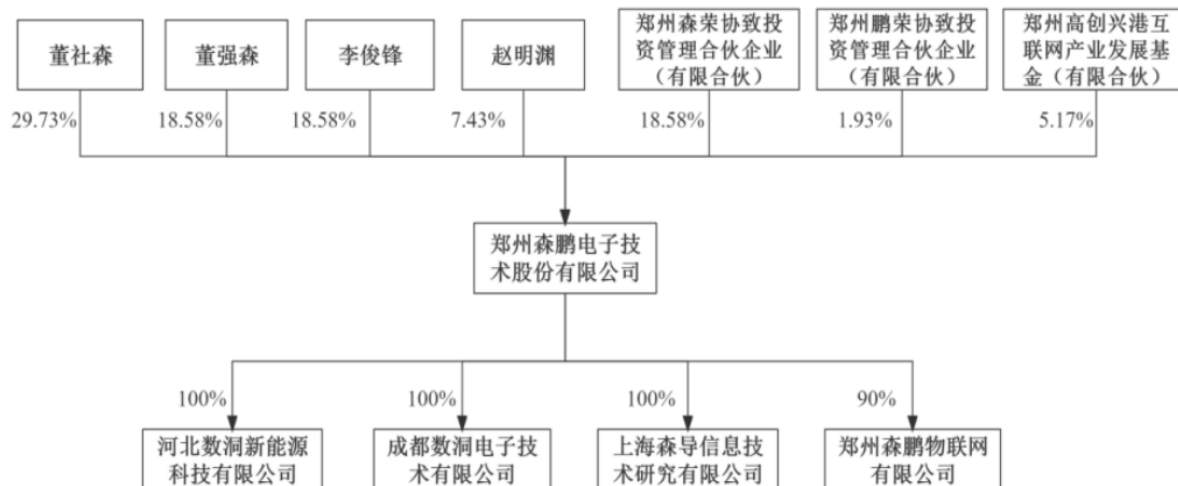 董社森
董强森
李俊锋
赵明渊
郑州森荣协致投
资管理合伙企业
（有限合伙）
郑州鹏荣协致投
资管理合伙企业
（有限合伙）
郑州高创兴港互
联网产业发展基
金（有限合伙）
29.73%
18.58%
18.58%
7.43%
18.58%
1.93%
5.17%
郑州森鹏电子技
术股份有限公司
100%
100%
100%
90%
河北数洞新能源
科技有限公司
成都数洞电子技
术有限公司
上海森导信息技
术研究有限公司
郑州森鹏物联网
有限公司